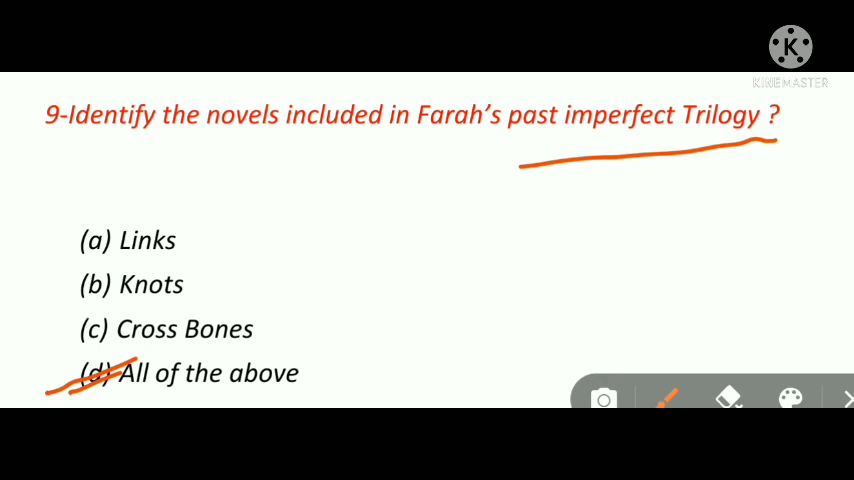 K
KINEMASTER
9-Identify the novels included in Farah's past imperfect Trilogy ?
(a) Links
(b) Knots
(c) Cross Bones
(d) All of the above